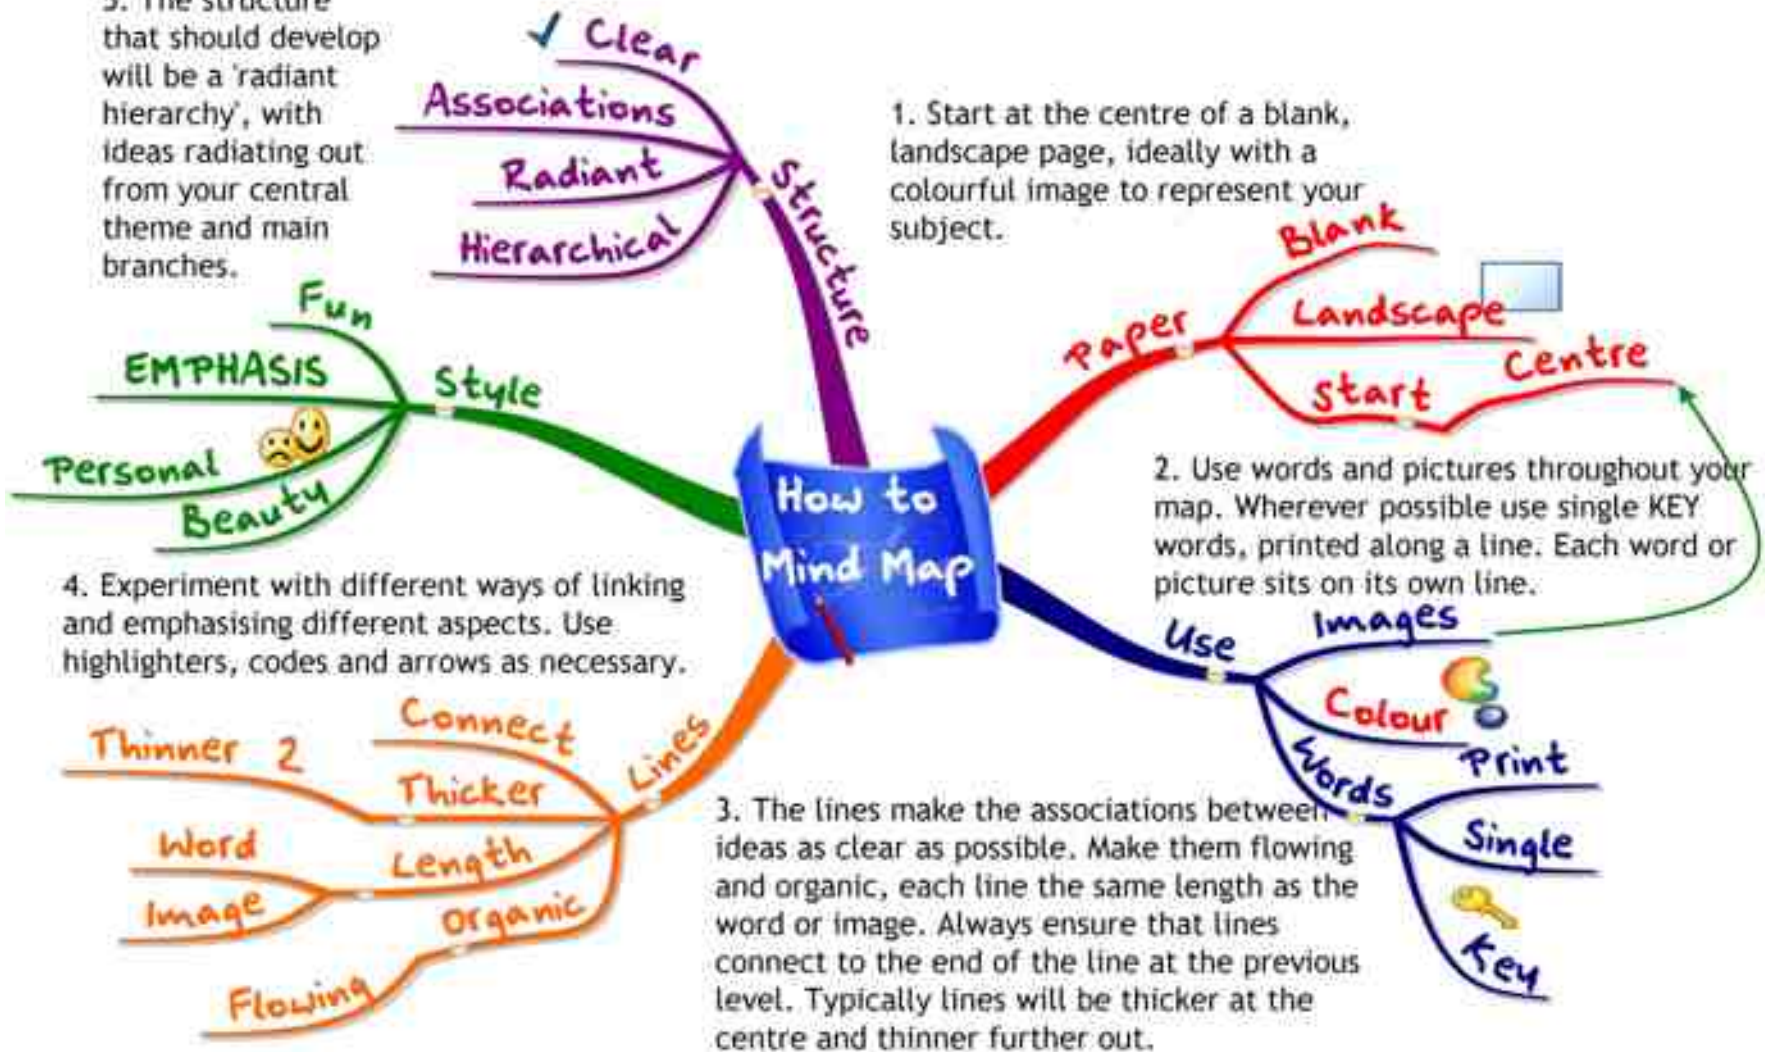 5. The structure
that should develop
will be a 'radiant
hierarchy', with
ideas radiating out
from your central
theme and main
branches.
Clear
Associations
Radiant
Hierarchical
Structure
1. Start at the centre of a blank,
landscape page, ideally with a
colourful image to represent your
subject.
Paper
Blank
Landscape
Start
Centre
Fun
EMPHASIS
Personal
Beauty
Style
How to
Mind Map
2. Use words and pictures throughout your
map. Wherever possible use single KEY
words, printed along a line. Each word or
picture sits on its own line.
Use
Images
Colour
Words
Print
Single
Key
4. Experiment with different ways of linking
and emphasising different aspects. Use
highlighters, codes and arrows as necessary.
Lines
Connect
Thicker
Thinner 2
Length
Word
Image
Organic
Flowing
3. The lines make the associations between
ideas as clear as possible. Make them flowing
and organic, each line the same length as the
word or image. Always ensure that lines
connect to the end of the line at the previous
level. Typically lines will be thicker at the
centre and thinner further out.